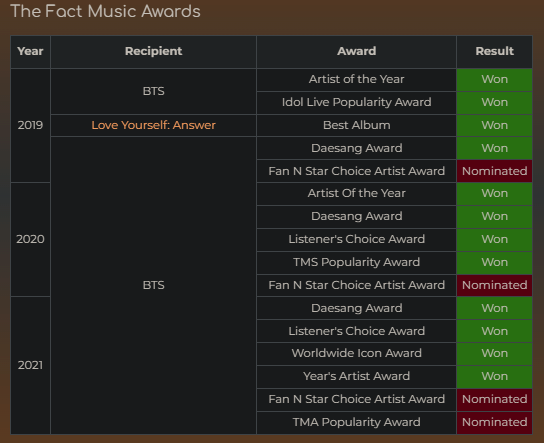 The Fact Music Awards
Year Recipient Award Result
2019 BTS Artist of the Year Won
Idol Live Popularity Award Won
Love Yourself: Answer Best Album Won
BTS Daesang Award Won
Fan N Star Choice Artist Award Nominated
2020 Artist Of the Year Won
Daesang Award Won
Listener's Choice Award Won
TMS Popularity Award Won
Fan N Star Choice Artist Award Nominated
2021 Daesang Award Won
Listener's Choice Award Won
Worldwide Icon Award Won
Year's Artist Award Won
Fan N Star Choice Artist Award Nominated
TMA Popularity Award Nominated